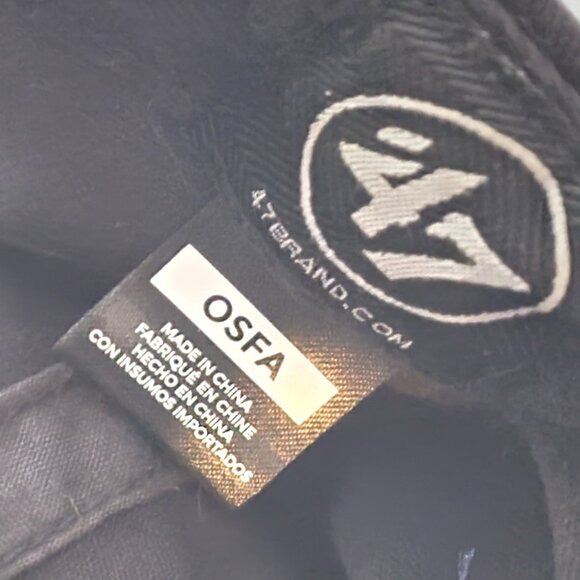 '47
47BRAND.COM
OSFA
MADE IN CHINA
FABRIQUÉ EN CHINE
HECHO EN CHINA
CON INSUMOS IMPORTADOS